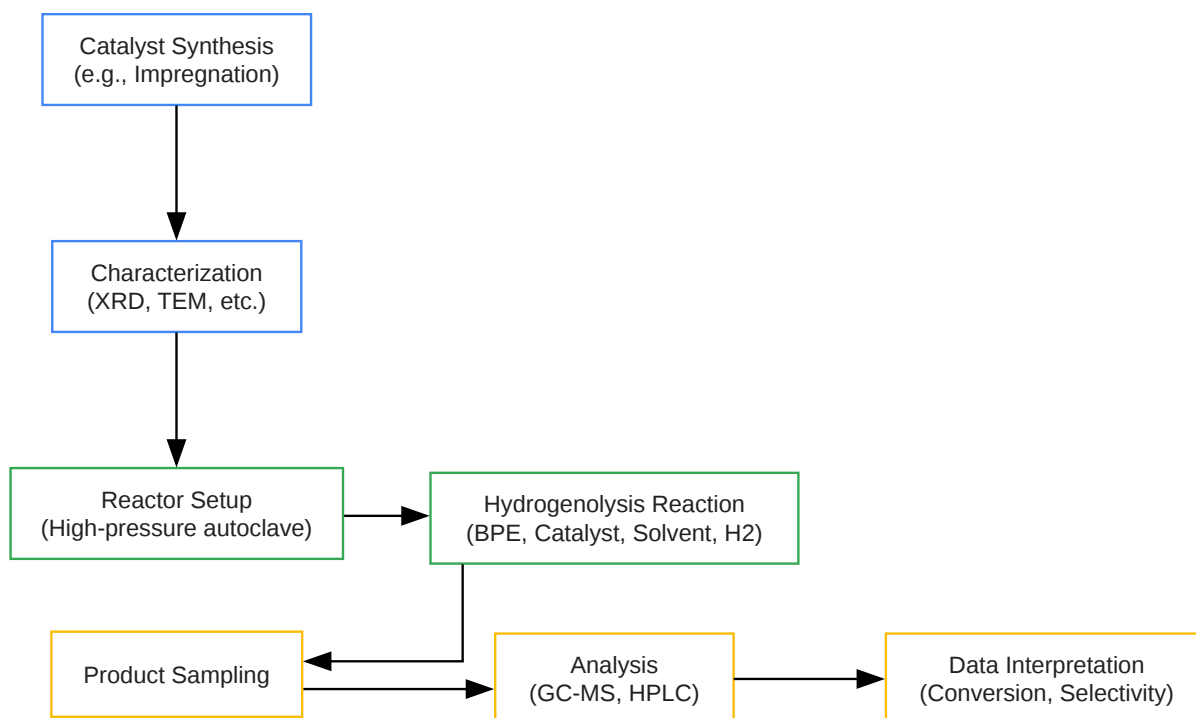 Catalyst Synthesis
(e.g., Impregnation)
Characterization
(XRD, TEM, etc.)
Reactor Setup
(High-pressure autoclave)
Hydrogenolysis Reaction
(BPE, Catalyst, Solvent, H2)
Product Sampling
Analysis
(GC-MS, HPLC)
Data Interpretation
(Conversion, Selectivity)